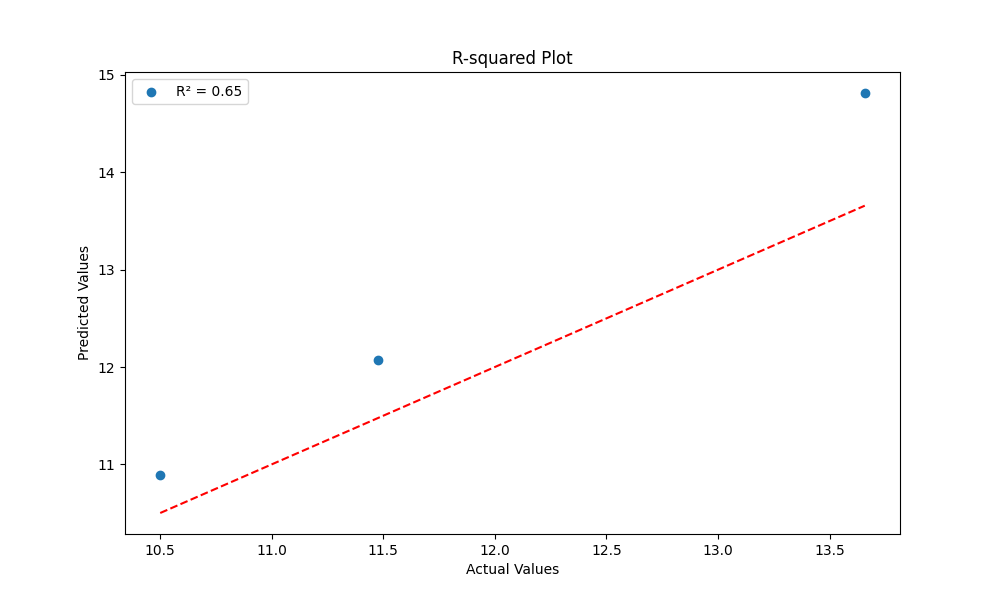 R-squared Plot
R² = 0.65
15
14
13
12
11
Predicted Values
10.5 11.0 11.5 12.0 12.5 13.0 13.5
Actual Values